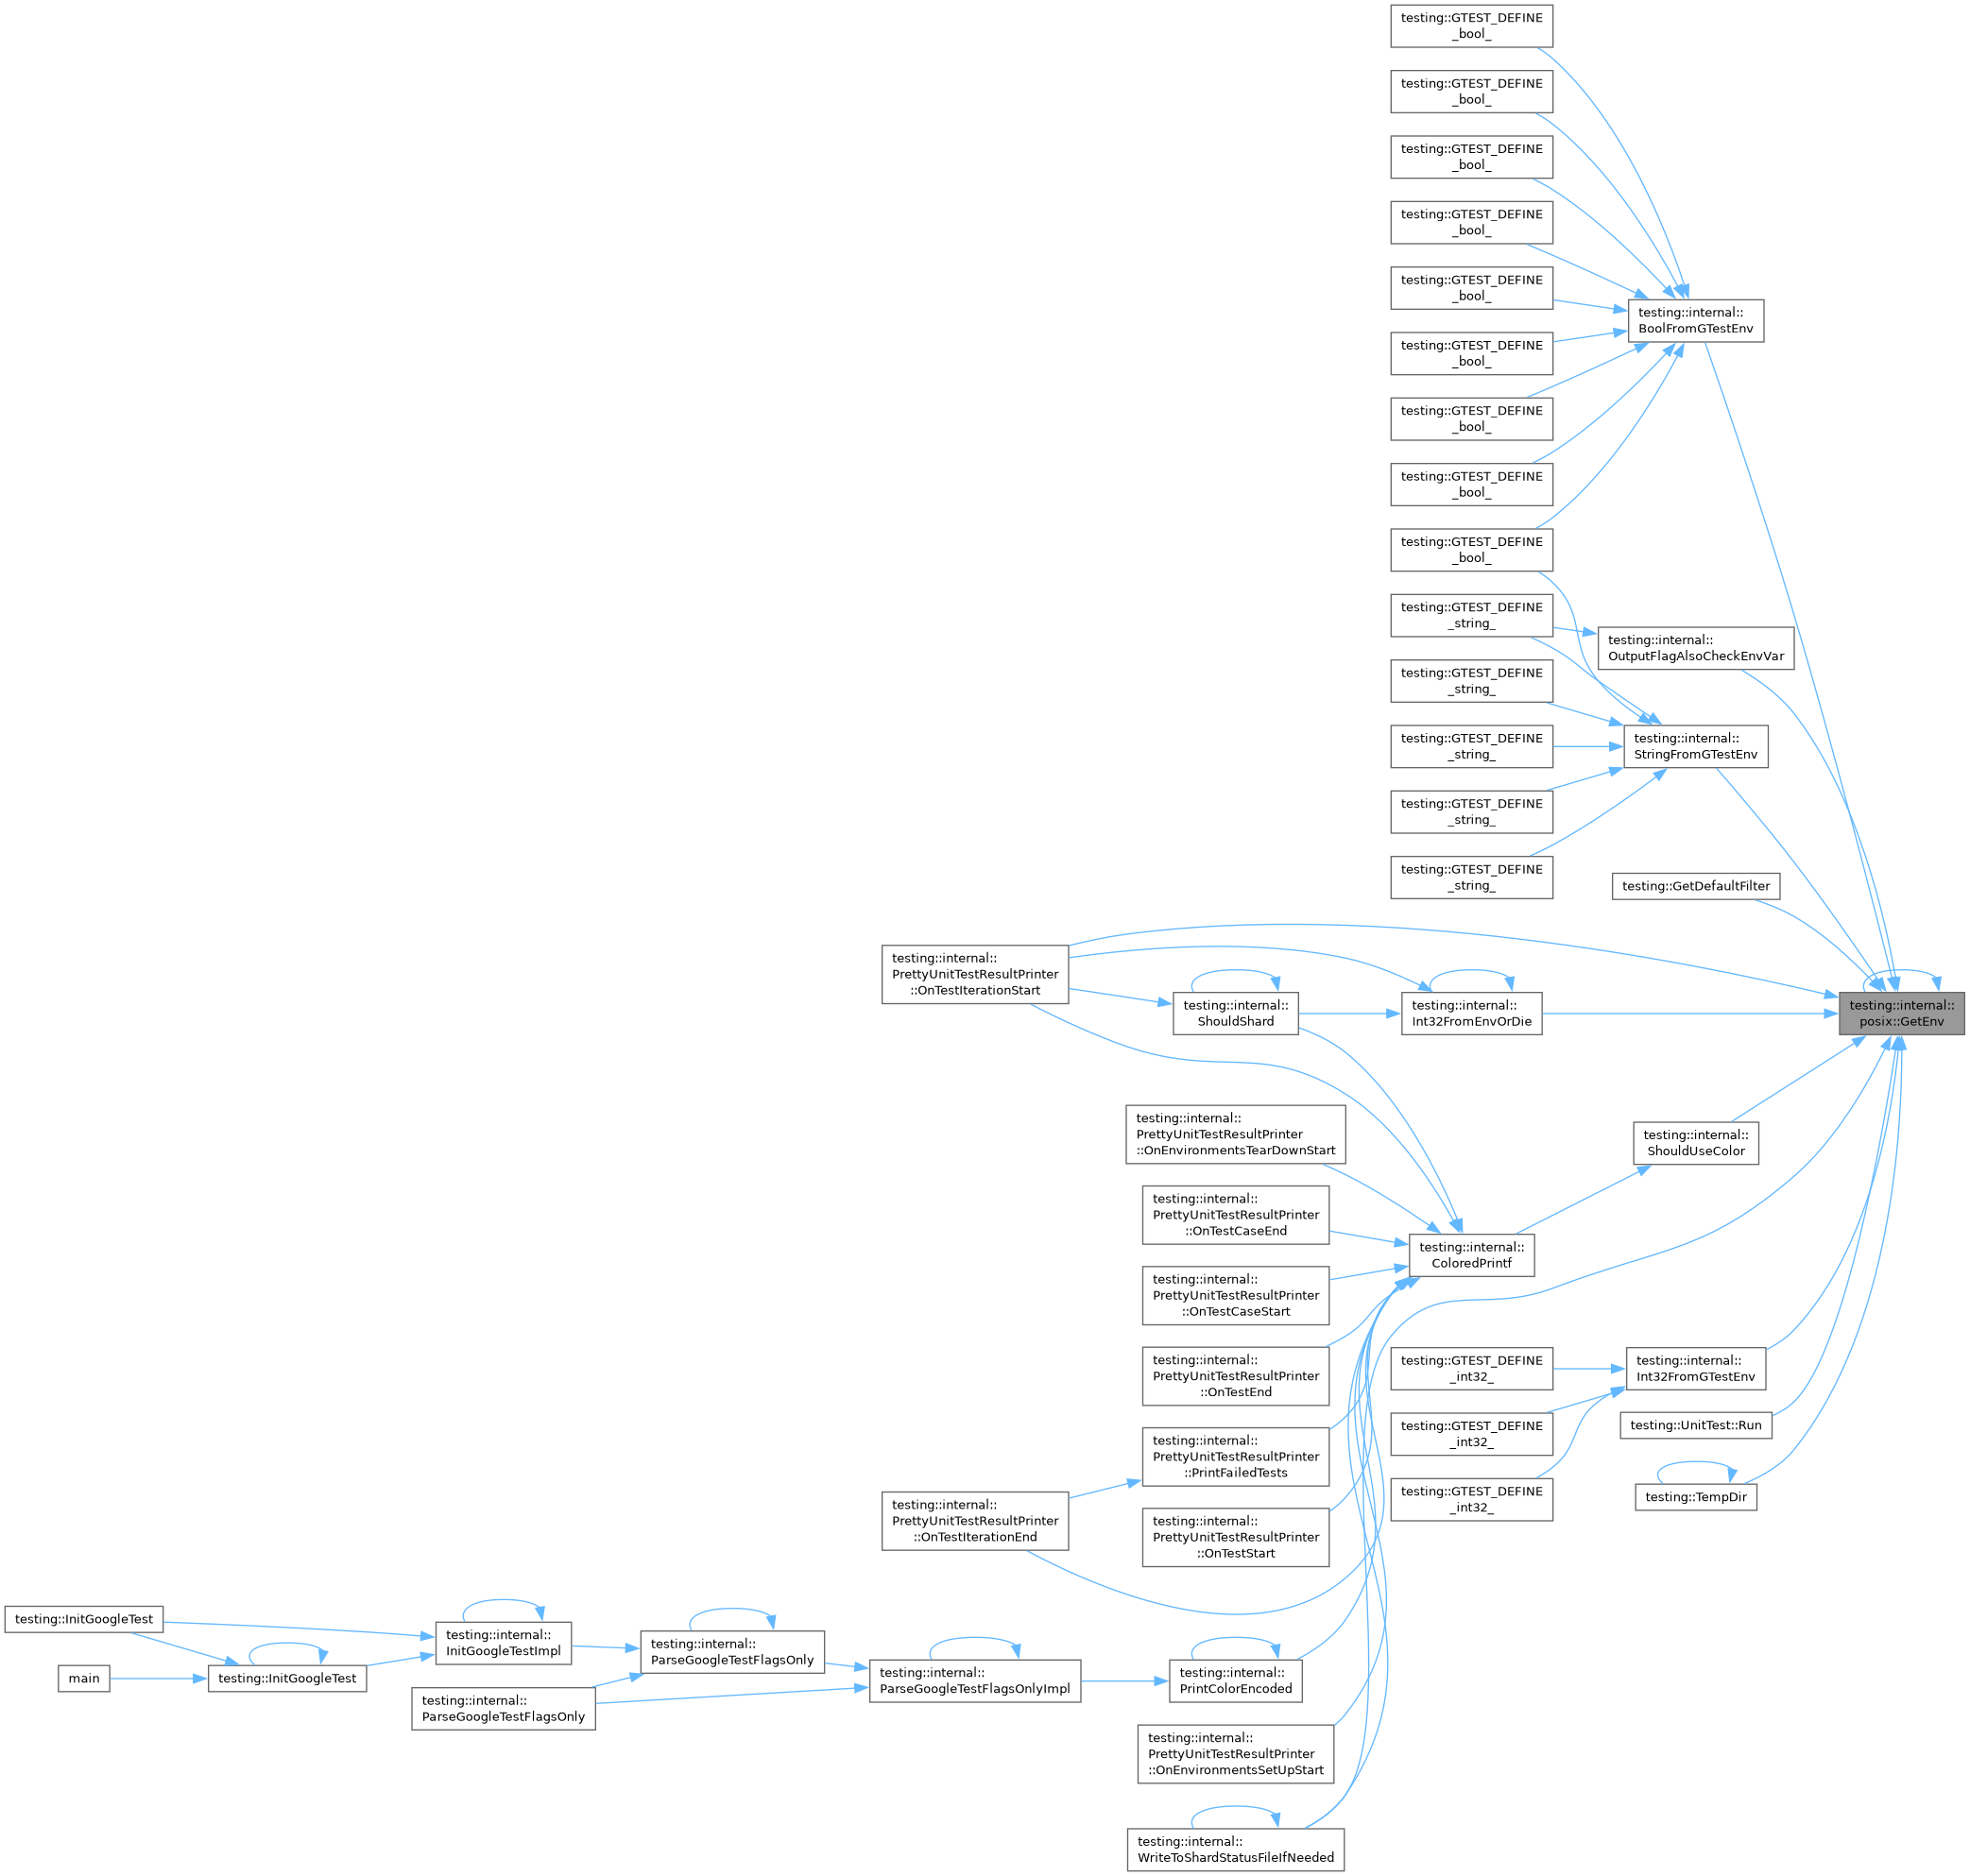 testing::GTEST_DEFINE
_bool_
testing::GTEST_DEFINE
_bool_
testing::GTEST_DEFINE
_bool_
testing::GTEST_DEFINE
_bool_
testing::GTEST_DEFINE
_bool_
testing::internal::
BoolFromGTestEnv
testing::GTEST_DEFINE
_bool_
testing::GTEST_DEFINE
_bool_
testing::GTEST_DEFINE
_bool_
testing::GTEST_DEFINE
_bool_
testing::GTEST_DEFINE
_string_
testing::internal::
OutputFlagAlsoCheckEnvVar
testing::GTEST_DEFINE
_string_
testing::GTEST_DEFINE
_string_
testing::internal::
StringFromGTestEnv
testing::GTEST_DEFINE
_string_
testing::GTEST_DEFINE
_string_
testing::GetDefaultFilter
testing::internal::
PrettyUnitTestResultPrinter
::OnTestIterationStart
testing::internal::
ShouldShard
testing::internal::
Int32FromEnvOrDie
testing::internal::
posix::GetEnv
testing::internal::
PrettyUnitTestResultPrinter
::OnEnvironmentsTearDownStart
testing::internal::
ShouldUseColor
testing::internal::
PrettyUnitTestResultPrinter
::OnTestCaseEnd
testing::internal::
ColoredPrintf
testing::internal::
PrettyUnitTestResultPrinter
::OnTestCaseStart
testing::internal::
PrettyUnitTestResultPrinter
::OnTestEnd
testing::GTEST_DEFINE
_int32_
testing::internal::
Int32FromGTestEnv
testing::GTEST_DEFINE
_int32_
testing::UnitTest::Run
testing::internal::
PrettyUnitTestResultPrinter
::PrintFailedTests
testing::GTEST_DEFINE
_int32_
testing::TempDir
testing::internal::
PrettyUnitTestResultPrinter
::OnTestIterationEnd
testing::internal::
PrettyUnitTestResultPrinter
::OnTestStart
testing::InitGoogleTest
testing::internal::
InitGoogleTestImpl
testing::internal::
ParseGoogleTestFlagsOnly
main
testing::InitGoogleTest
testing::internal::
ParseGoogleTestFlagsOnlyImpl
testing::internal::
PrintColorEncoded
testing::internal::
ParseGoogleTestFlagsOnly
testing::internal::
PrettyUnitTestResultPrinter
::OnEnvironmentsSetUpStart
testing::internal::
WriteToShardStatusFileIfNeeded